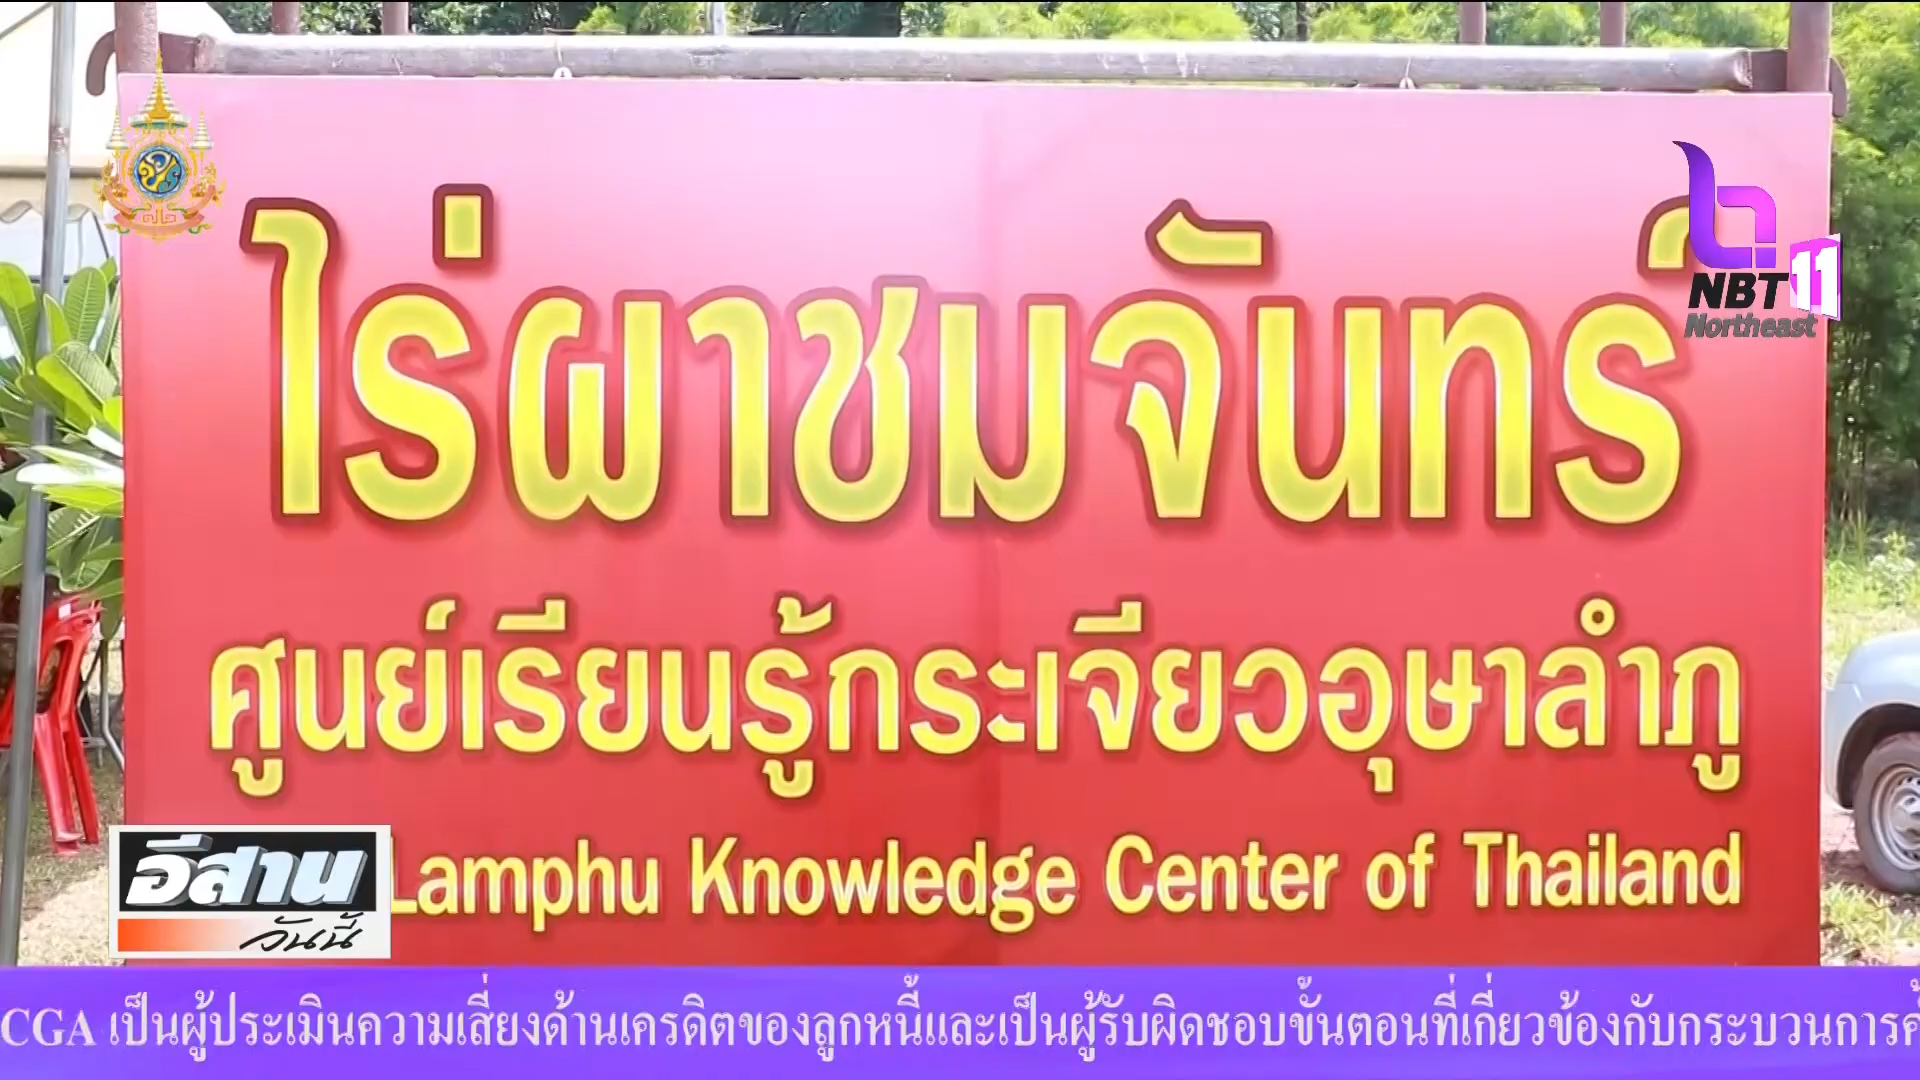 ไร่ผาชมจันทร์
NBT 11
Northeast
ศูนย์เรียนรู้กระเจียวอุษาลำภู
Lamphu Knowledge Center of Thailand
อีสาน
วันนี้
CGA เป็นผู้ประเมินความเสี่ยงด้านเครดิตของลูกหนี้และเป็นผู้รับผิดชอบขั้นตอนที่เกี่ยวข้องกับกระบวนการ